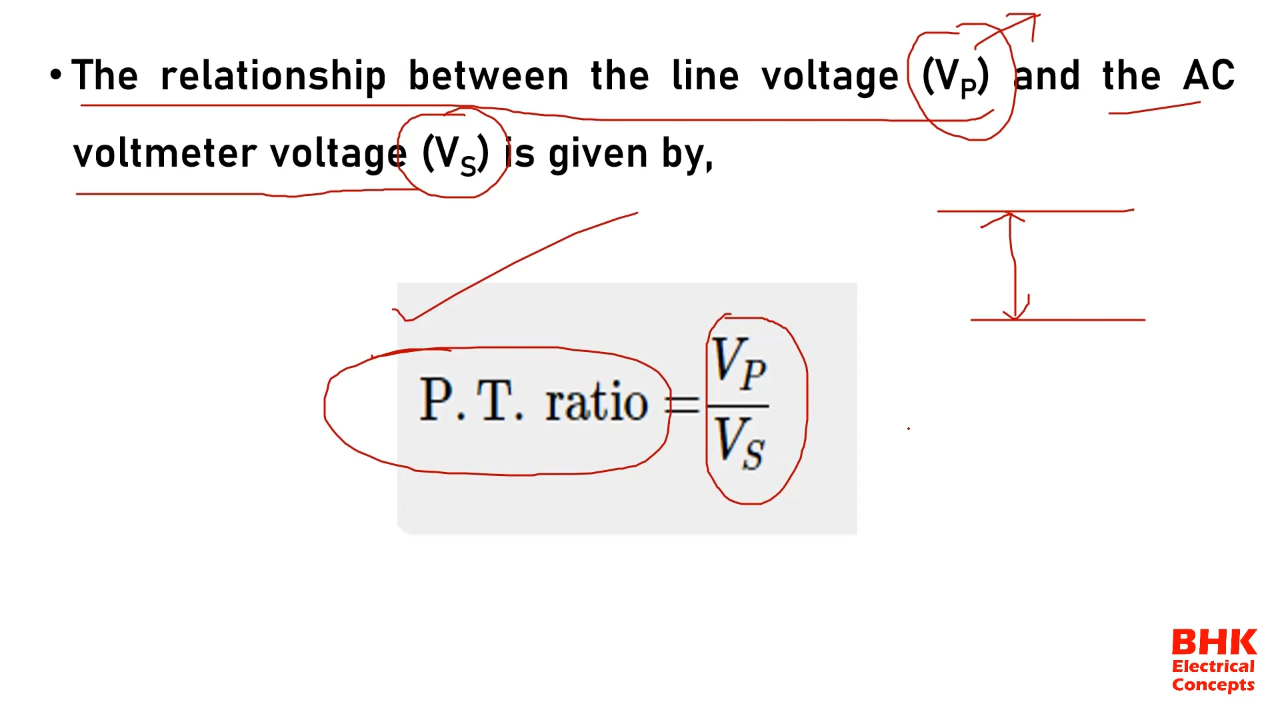 • The relationship between the line voltage (VP) and the AC
voltmeter voltage (VS) is given by,
P. T. ratio = VP
VS
BHK
Electrical
Concepts